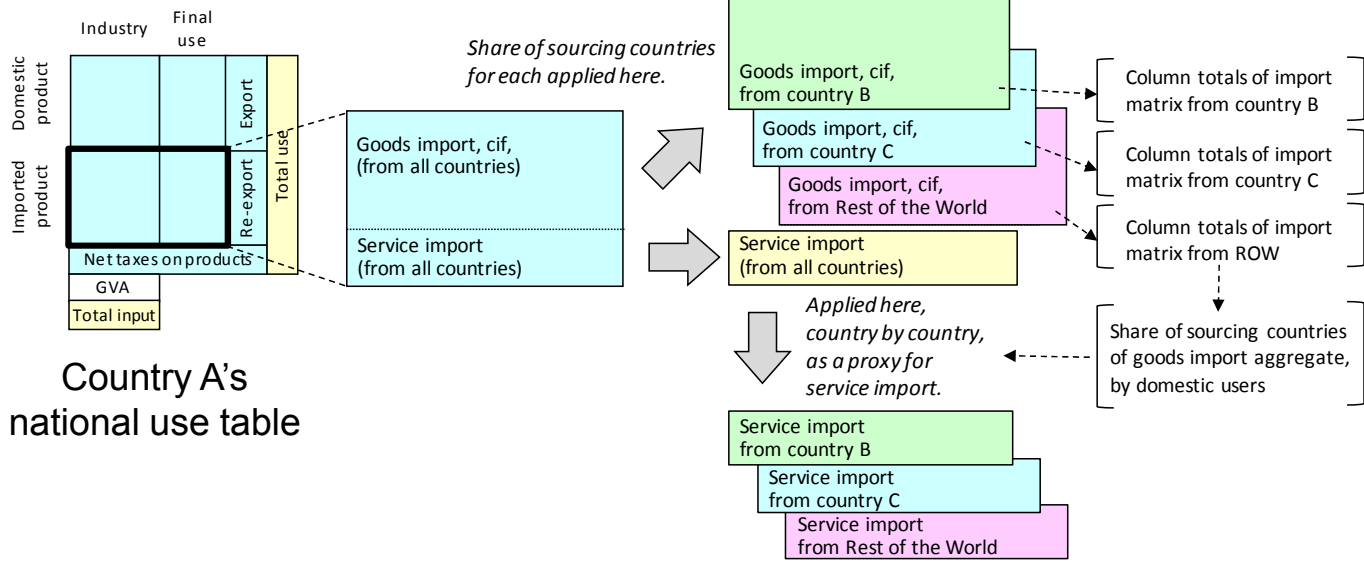 Industry
Final
use
Domestic
product
Imported
product
Export
Re-export
Total use
Net taxes on products
GVA
Total input
Country A's
national use table
Share of sourcing countries
for each applied here.
Goods import, cif,
(from all countries)
Service import
(from all countries)
Goods import, cif,
from country B
Goods import, cif,
from country C
Goods import, cif,
from Rest of the World
Service import
(from all countries)
Applied here,
country by country,
as a proxy for
service import.
Service import
from country B
Service import
from country C
Service import
from Rest of the World
Column totals of import
matrix from country B
Column totals of import
matrix from country C
Column totals of import
matrix from ROW
Share of sourcing countries
of goods import aggregate,
by domestic users